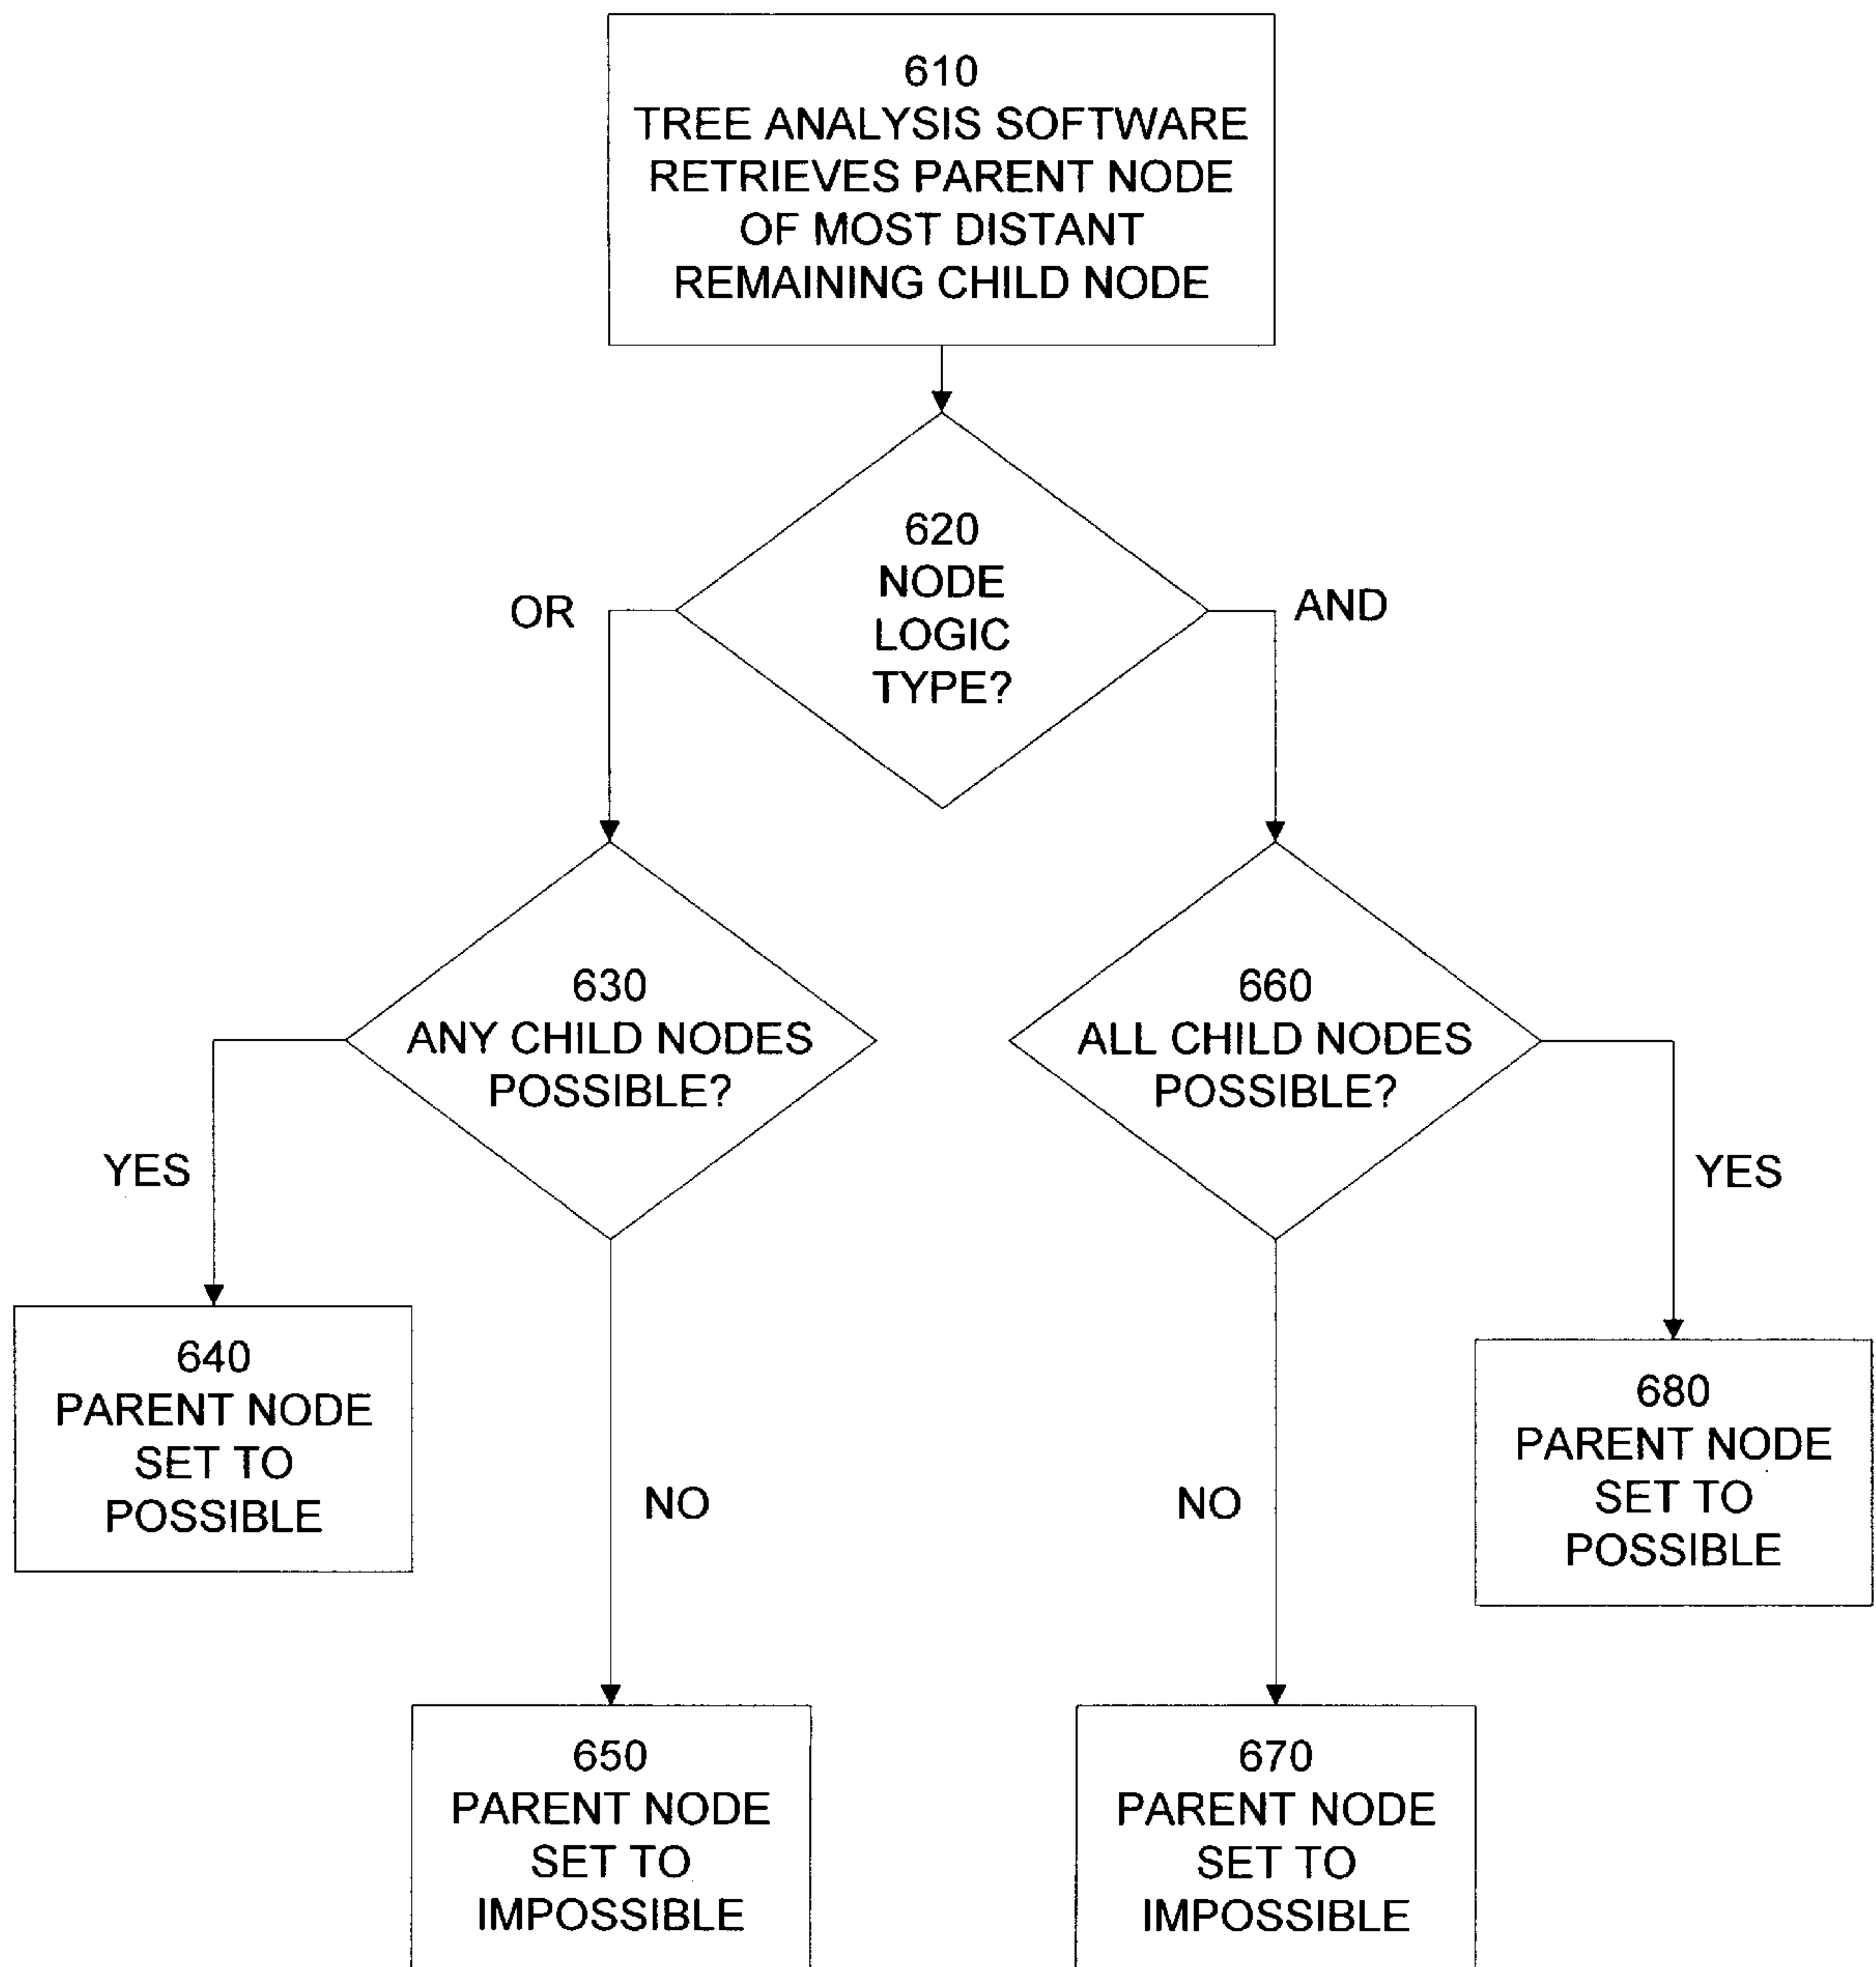 610
TREE ANALYSIS SOFTWARE
RETRIEVES PARENT NODE
OF MOST DISTANT
REMAINING CHILD NODE
620
NODE
LOGIC
TYPE?
OR
AND
630
ANY CHILD NODES
POSSIBLE?
660
ALL CHILD NODES
POSSIBLE?
YES
YES
640
PARENT NODE
SET TO
POSSIBLE
680
PARENT NODE
SET TO
POSSIBLE
NO
NO
650
PARENT NODE
SET TO
IMPOSSIBLE
670
PARENT NODE
SET TO
IMPOSSIBLE